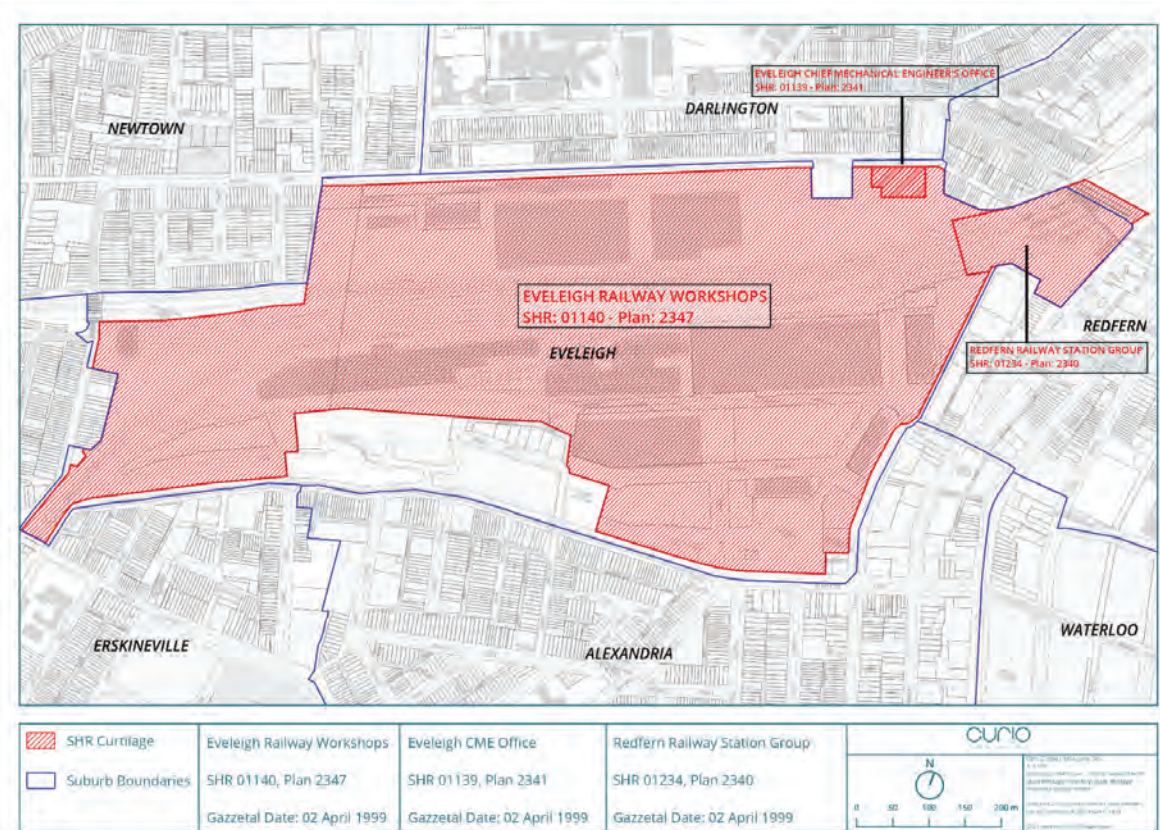 EVELEIGH CHIEF MECHANICAL ENGINEER'S OFFICE
SHR: 01139 - Plan: 2341
NEWTOWN
DARLINGTON
EVELEIGH RAILWAY WORKSHOPS
SHR: 01140 - Plan: 2347
EVELEIGH
REDFERN
REDFERN RAILWAY STATION GROUP
SHR: 01234 - Plan: 2340
ERSKINEVILLE
ALEXANDRIA
WATERLOO
SHR Curtilage
Suburb Boundaries
Eveleigh Railway Workshops
SHR 01140, Plan 2347
Gazzetal Date: 02 April 1999
Eveleigh CME Office
SHR 01139, Plan 2341
Gazzetal Date: 02 April 1999
Redfern Railway Station Group
SHR 01234, Plan 2340
Gazzetal Date: 02 April 1999
CURIO
N
0 50 100 150 200 m